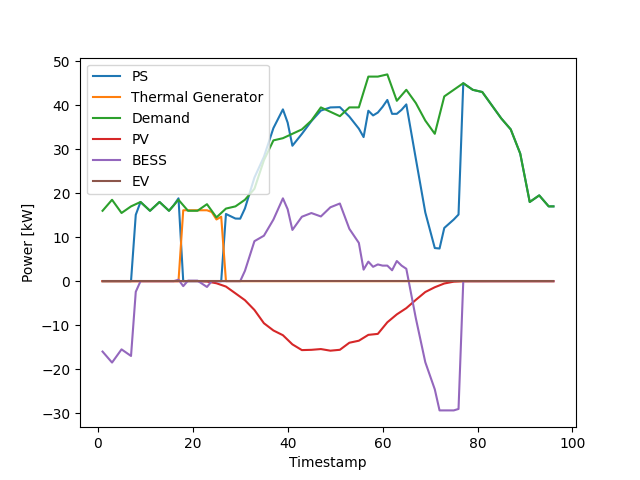 50
40
30
20
10
0
−10
−20
−30
Power [kW]
PS
Thermal Generator
Demand
PV
BESS
EV
0 20 40 60 80 100
Timestamp